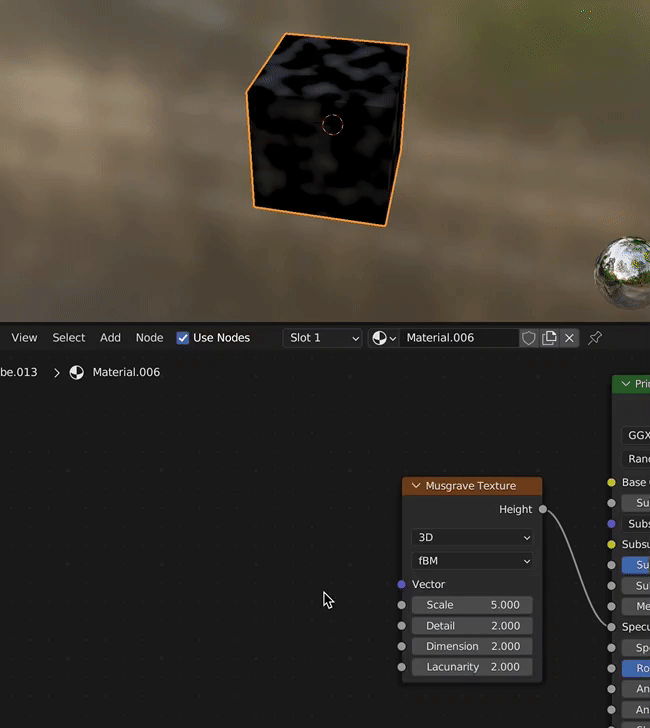 View Select Add Node Use Nodes Slot 1 Material.006
be.013 > Material.006
Pri
GGX
Ran
Musgrave Texture
Height
3D
fBM
Vector
Scale 5.000
Detail 2.000
Dimension 2.000
Lacunarity 2.000
Base
Su
Subs
Subsu
Su
Su
Me
Specu
Sp
Ro
An
An